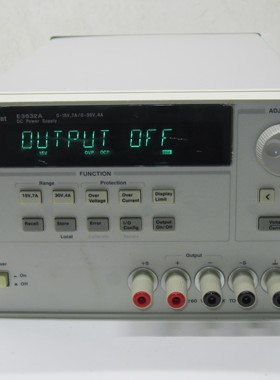 E3632A 0-15V,7A/0-30V,4A
DC Power Supply
ADJ
OUTPUT OFF
15V OVP OCP
FUNCTION
Range Protection
15V,7A 30V,4A Over Voltage Over Current Display Limit
Recall Store Error I/O Config Output On/Off
Local
Output
On
Off
+S + - -S